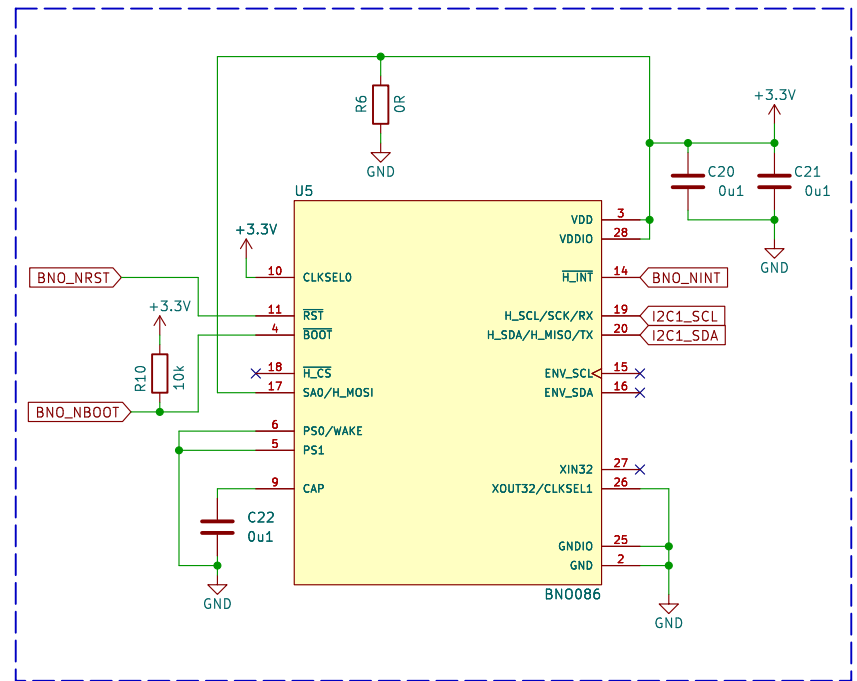 +3.3V
R6
0R
C20
0u1
C21
0u1
GND
GND
U5
+3.3V
3
VDD
28
VDDIO
BNO_NRST
10
CLKSEL0
H_INT
14
BNO_NINT
+3.3V
11
RST
H_SCL/SCK/RX
19
I2C1_SCL
4
BOOT
H_SDA/H_MISO/TX
20
I2C1_SDA
R10
10k
18
H_CS
ENV_SCL
15
17
SA0/H_MOSI
ENV_SDA
16
BNO_NBOOT
6
PS0/WAKE
5
PS1
XIN32
27
9
CAP
XOUT32/CLKSEL1
26
C22
0u1
GNDIO
25
GND
2
GND
BNO086
GND